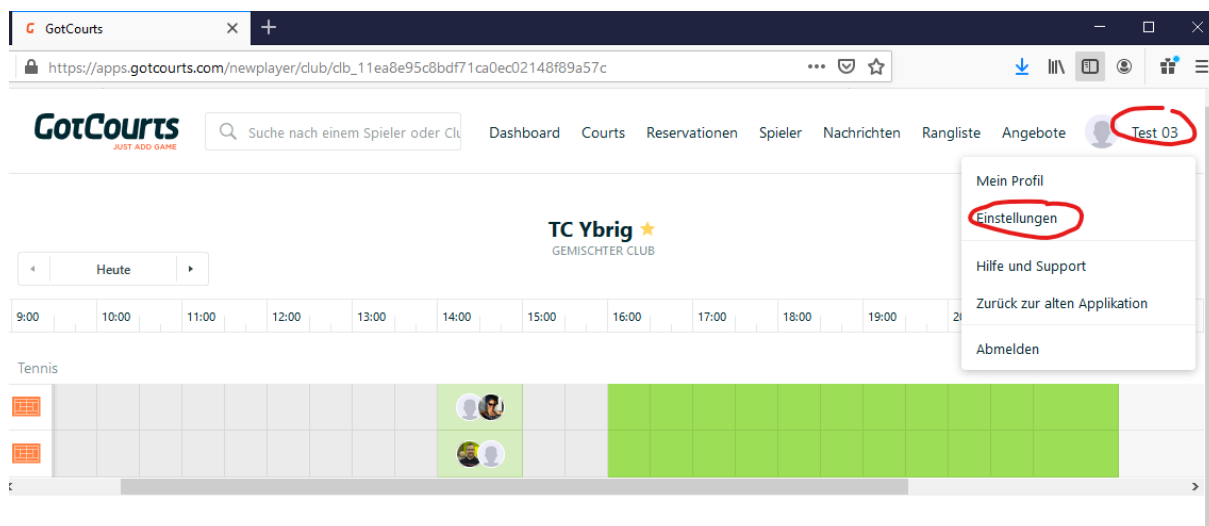 GotCourts
https://apps.gotcourts.com/newplayer/club/clb_11ea8e95c8bdf71ca0ec02148f89a57c
GOTCOURTS
JUST ADD GAME
Suche nach einem Spieler oder Clu
Dashboard Courts Reservationen Spieler Nachrichten Rangliste Angebote Test 03
Mein Profil
Einstellungen
Hilfe und Support
Zurück zur alten Applikation
Abmelden
TC Ybrig
GEMISCHTER CLUB
Heute
9:00 10:00 11:00 12:00 13:00 14:00 15:00 16:00 17:00 18:00 19:00 2
Tennis